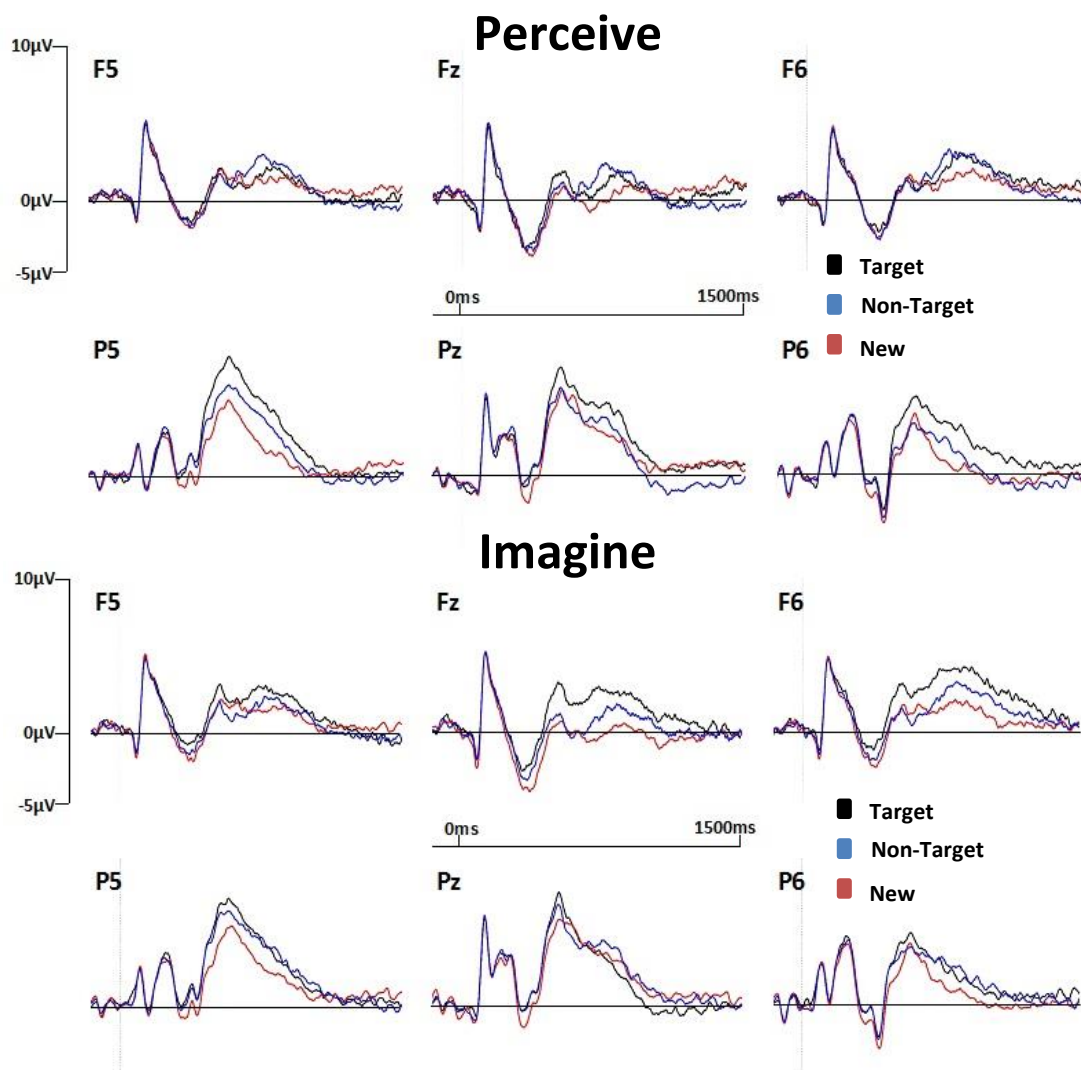 Perceive
10µV
F5
Fz
F6
0µV
-5µV
Target
0ms
1500ms
Non-Target
P5
Pz
P6
New
Imagine
10µV
F5
Fz
F6
0µV
-5µV
Target
0ms
1500ms
Non-Target
P5
Pz
P6
New